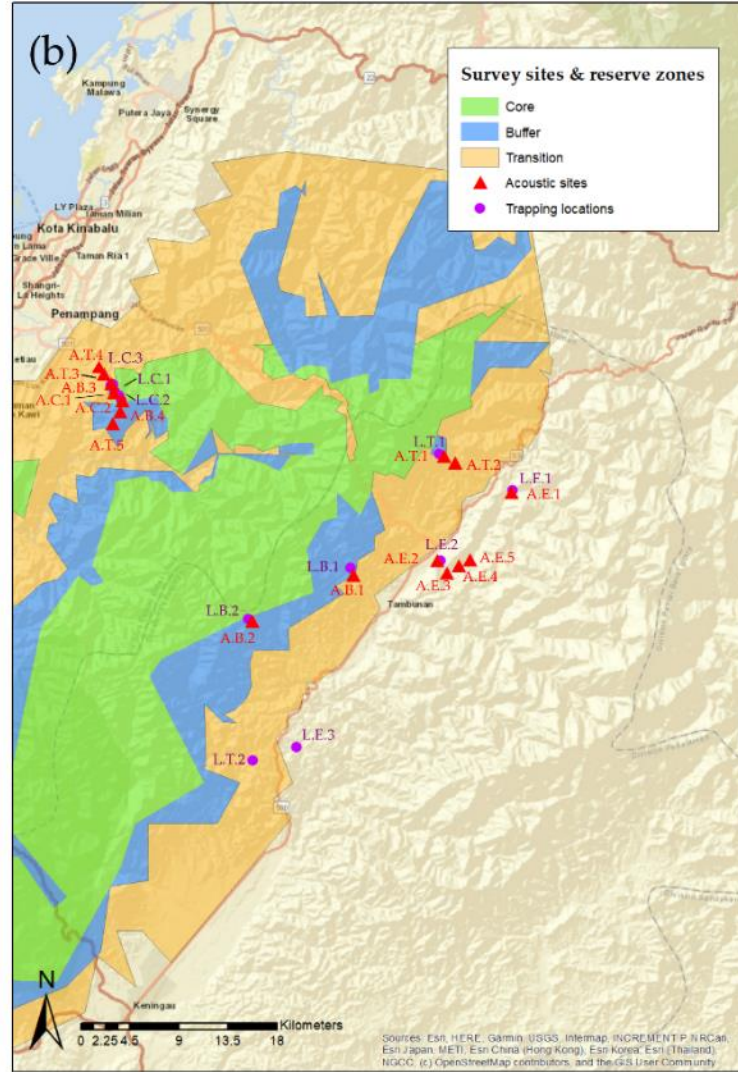 (b)
Survey sites & reserve zones
Core
Buffer
Transition
Acoustic sites
Trapping locations
22
Kampung
Malawa
Putera Jaya
Synergy
Square
LY Plaza
Taman Milian
Kota Kinabalu
Grace Ville
Taman Ria 1
Shangri-
La Heights
Penampang
500
A.T.4
L.C.3
A.T.3
L.C.1
A.B.3
A.C.1
L.C.2
A.C.2
A.B.4
A.T.5
L.T.1
A.T.1
A.T.2
L.E.1
A.E.1
L.E.2
A.E.2
A.E.5
A.E.4
A.E.3
L.B.1
A.B.1
Tambunan
L.B.2
A.B.2
L.E.3
L.T.2
Keningau
N
Kilometers
0 2.25 4.5 9 13.5 18
Sources: Esri, HERE, Garmin, USGS, Intermap, INCREMENT P, NRCan,
Esri Japan, METI, Esri China (Hong Kong), Esri Korea, Esri (Thailand),
NGCC, (c) OpenStreetMap contributors, and the GIS User Community